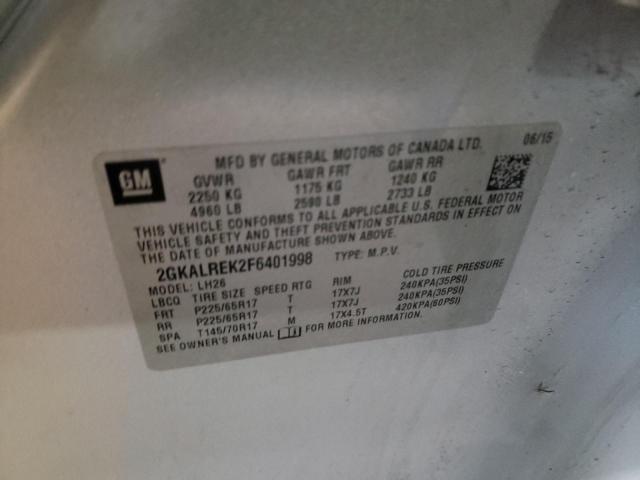 GM
MFD BY GENERAL MOTORS OF CANADA LTD. 06/15
GVWR GAWR FRT GAWR RR
2250 KG 1175 KG 1240 KG
4960 LB 2590 LB 2733 LB
THIS VEHICLE CONFORMS TO ALL APPLICABLE U.S. FEDERAL MOTOR
VEHICLE SAFETY AND THEFT PREVENTION STANDARDS IN EFFECT ON
THE DATE OF MANUFACTURE SHOWN ABOVE.
2GKALREK2F6401998 TYPE: M.P.V.
MODEL: LH26
LBCQ TIRE SIZE SPEED RTG RIM COLD TIRE PRESSURE
FRT P225/65R17 T 17X7J 240KPA(35PSI)
RR P225/65R17 T 17X7J 240KPA(35PSI)
SPA T145/70R17 M 17X4.5T 420KPA(60PSI)
SEE OWNER'S MANUAL FOR MORE INFORMATION.